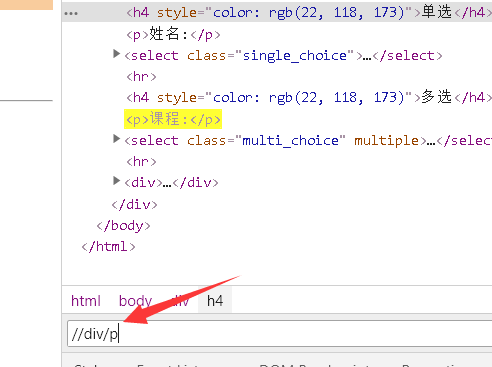 <h4 style="color: rgb(22, 118, 173)">单选</h4>
<p>姓名:</p>
<select class="single_choice">…</select>
<hr>
<h4 style="color: rgb(22, 118, 173)">多选</h4>
<p>课程:</p>
<select class="multi_choice" multiple>…</selec
<hr>
<div>…</div>
</div>
</body>
</html>
html body div h4
//div/p